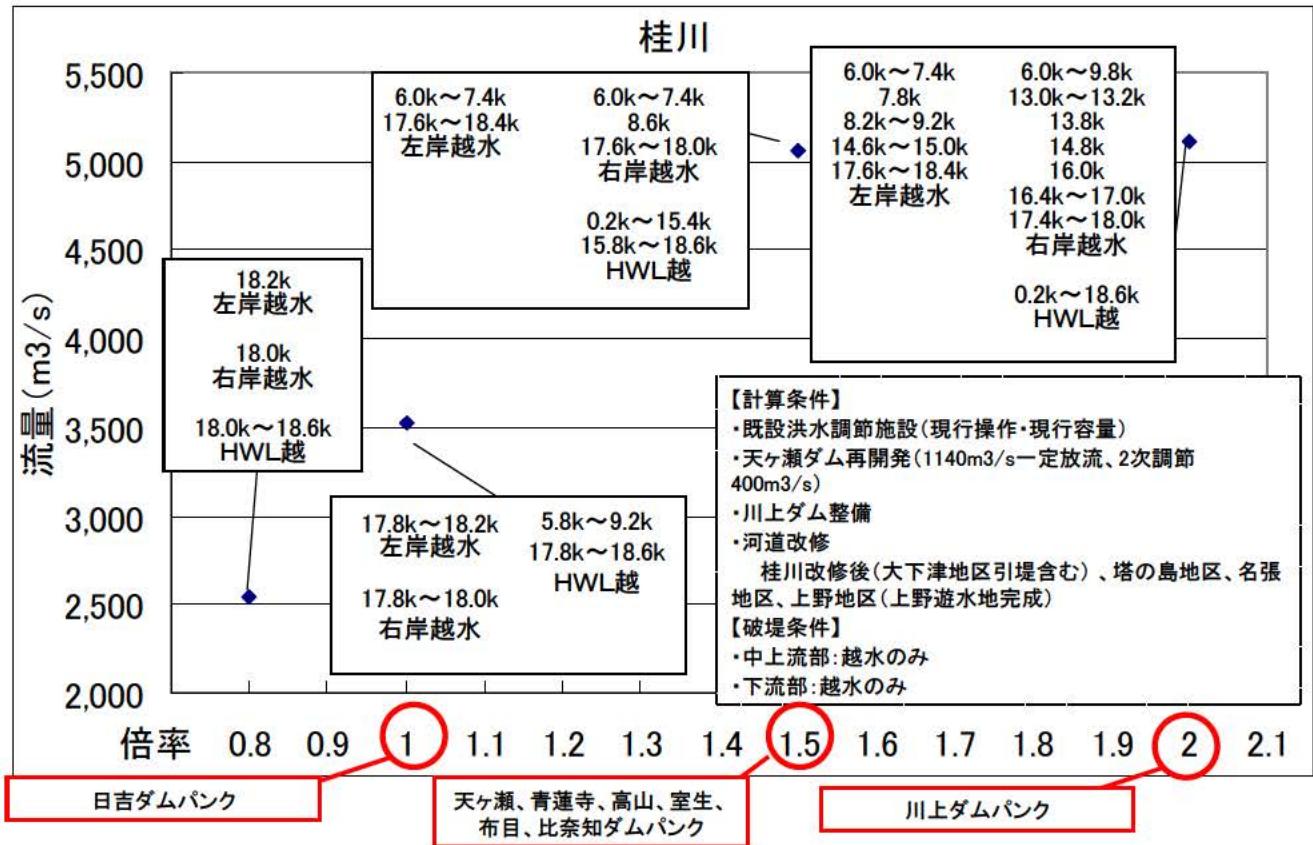 桂川
流量(m3/s)
5,500
5,000
4,500
4,000
3,500
3,000
2,500
2,000
18.2k
左岸越水
18.0k
右岸越水
18.0k～18.6k
HWL越
6.0k～7.4k
17.6k～18.4k
左岸越水
6.0k～7.4k
8.6k
17.6k～18.0k
右岸越水
0.2k～15.4k
15.8k～18.6k
HWL越
6.0k～7.4k
7.8k
8.2k～9.2k
14.6k～15.0k
17.6k～18.4k
左岸越水
6.0k～9.8k
13.0k～13.2k
13.8k
14.8k
16.0k
16.4k～17.0k
17.4k～18.0k
右岸越水
0.2k～18.6k
HWL越
17.8k～18.2k
左岸越水
17.8k～18.0k
右岸越水
5.8k～9.2k
17.8k～18.6k
HWL越
【計算条件】
・既設洪水調節施設(現行操作・現行容量)
・天ヶ瀬ダム再開発(1140m3/s一定放流、2次調節
400m3/s)
・川上ダム整備
・河道改修
桂川改修後(大下津地区引堤含む)、塔の島地区、名張
地区、上野地区(上野遊水地完成)
【破堤条件】
・中上流部:越水のみ
・下流部:越水のみ
倍率 0.8 0.9 1 1.1 1.2 1.3 1.4 1.5 1.6 1.7 1.8 1.9 2 2.1
日吉ダムパンク
天ヶ瀬、青蓮寺、高山、室生、
布目、比奈知ダムパンク
川上ダムパンク